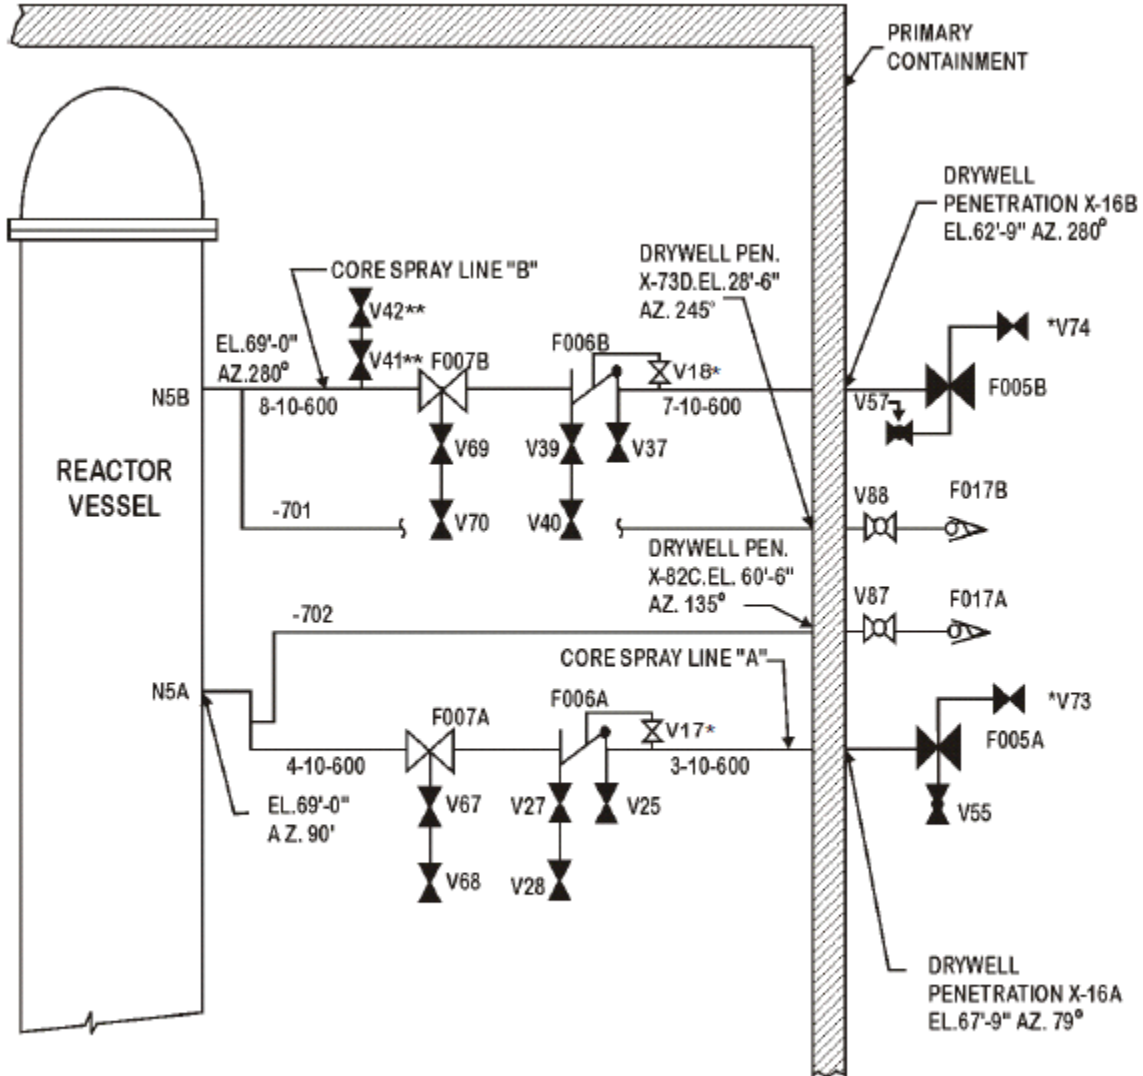 PRIMARY
CONTAINMENT
DRYWELL
PENETRATION X-16B
EL.62'-9" AZ. 280°
DRYWELL PEN.
X-73D.EL.28'-6"
AZ. 245°
CORE SPRAY LINE "B"
V42**
*V74
EL.69'-0"
AZ.280°
V41**
F007B
F006B
V18*
F005B
N5B
8-10-600
7-10-600
V57
V69
V39
V37
REACTOR
VESSEL
V88
F017B
-701
V70
V40
DRYWELL PEN.
X-82C.EL. 60'-6"
AZ. 135°
V87
F017A
-702
CORE SPRAY LINE "A"
N5A
F006A
*V73
F007A
V17*
F005A
4-10-600
3-10-600
EL.69'-0"
A Z. 90'
V67
V27
V25
V55
V68
V28
DRYWELL
PENETRATION X-16A
EL.67'-9" AZ. 79°